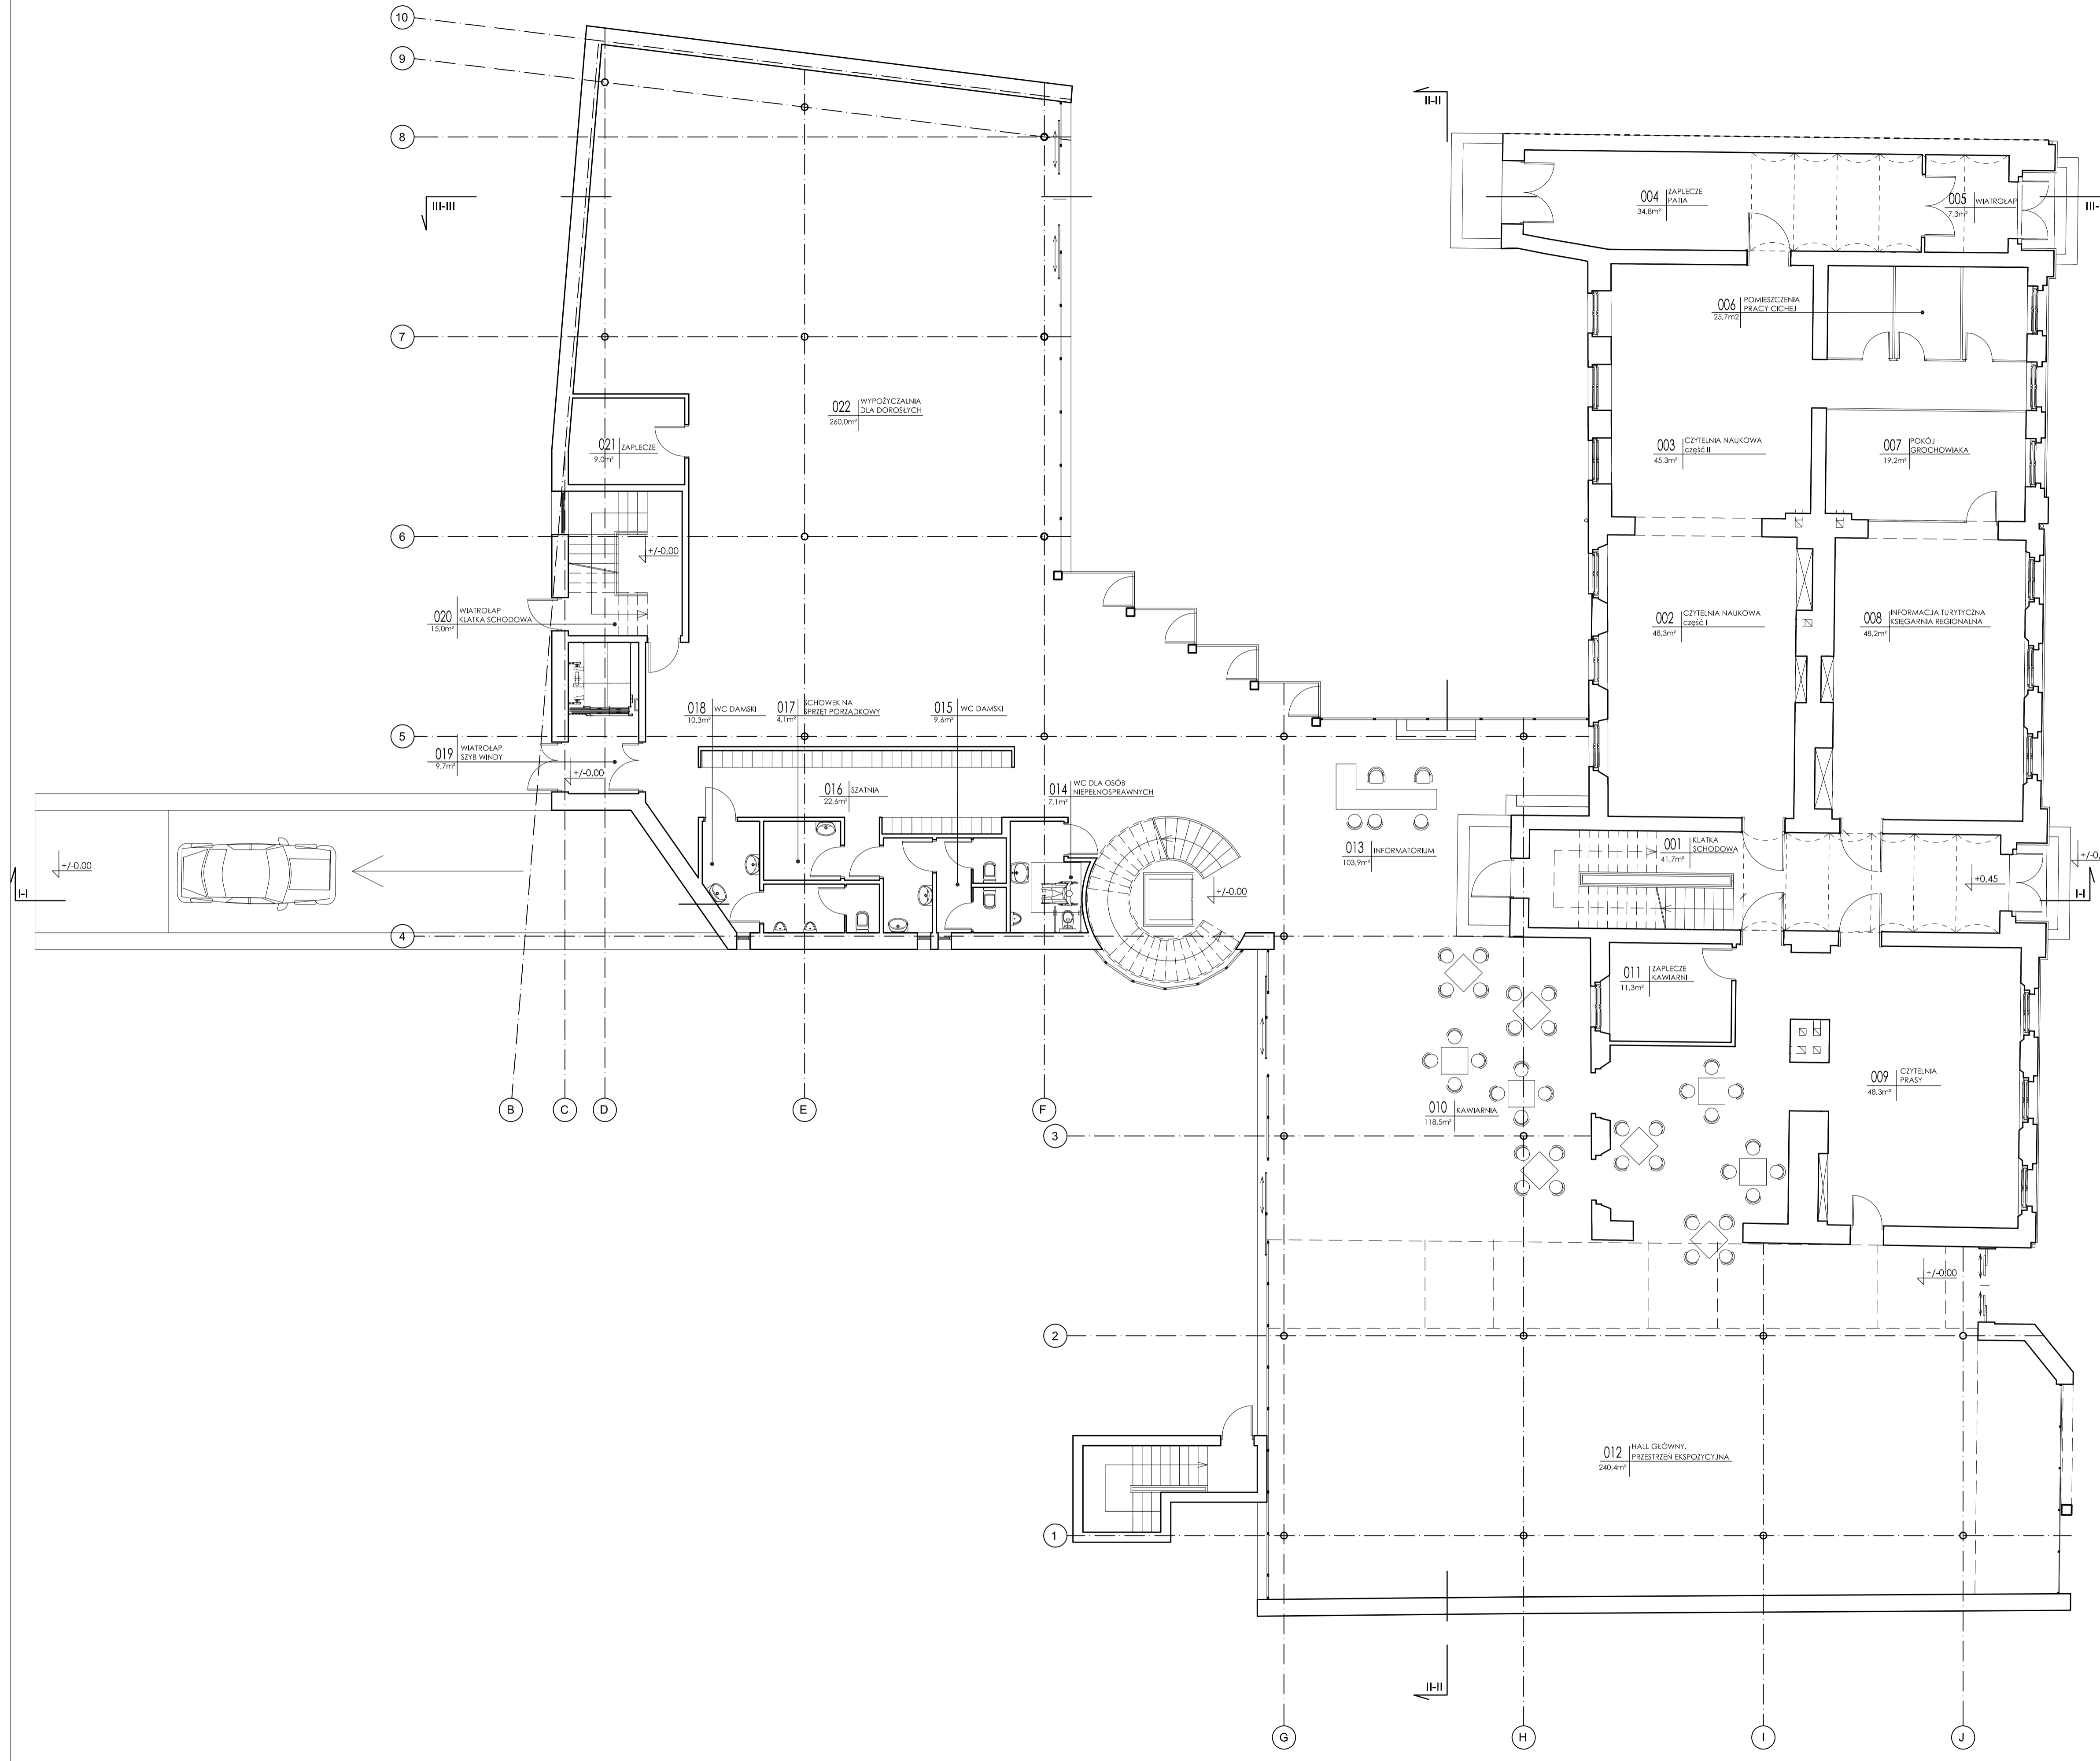 10
9
8
7
6
5
4
3
2
1
B
C
D
E
F
G
H
I
J
II-II
III-III
III-
004 ZAPLECZE
PATIA
34,8m²
005 WIATROŁAP
7,3m²
006 POMIESZCZENIA
PRACY CICHEJ
25,7m2
022 WYPOŻYCZALNIA
DLA DOROSŁYCH
260,0m²
021 ZAPLECZE
9,0m²
003 CZYTELNIA NAUKOWA
część II
45,3m²
007 POKÓJ
GROCHOWIAKA
19,2m²
+/-0,00
020 WIATROŁAP
KLATKA SCHODOWA
15,0m²
002 CZYTELNIA NAUKOWA
część I
48,3m²
008 INFORMACJA TURYTYCZNA
KSIĘGARNIA REGIONALNA
48,2m²
018 WC DAMSKI
10,3m²
017 SCHOWEK NA
SPRZĘT PORZĄDKOWY
4,1m²
015 WC DAMSKI
9,6m²
019 WIATROŁAP
SZYB WINDY
9,7m²
+/-0,00
016 SZATNIA
22,6m²
014 WC DLA OSÓB
NIEPEŁNOSPRAWNYCH
7,1m²
013 INFORMATORIUM
103,9m²
001 KLATKA
SCHODOWA
41,7m²
+/-0,00
I-I
+/-0,00
+0,45
+/-0,
I-I
011 ZAPLECZE
KAWIARNI
11,3m²
009 CZYTELNIA
PRASY
48,3m²
010 KAWIARNIA
118,5m²
+/-0,00
012 HALL GŁÓWNY,
PRZESTRZEŃ EKSPOZYCYJNA
240,4m²
II-II